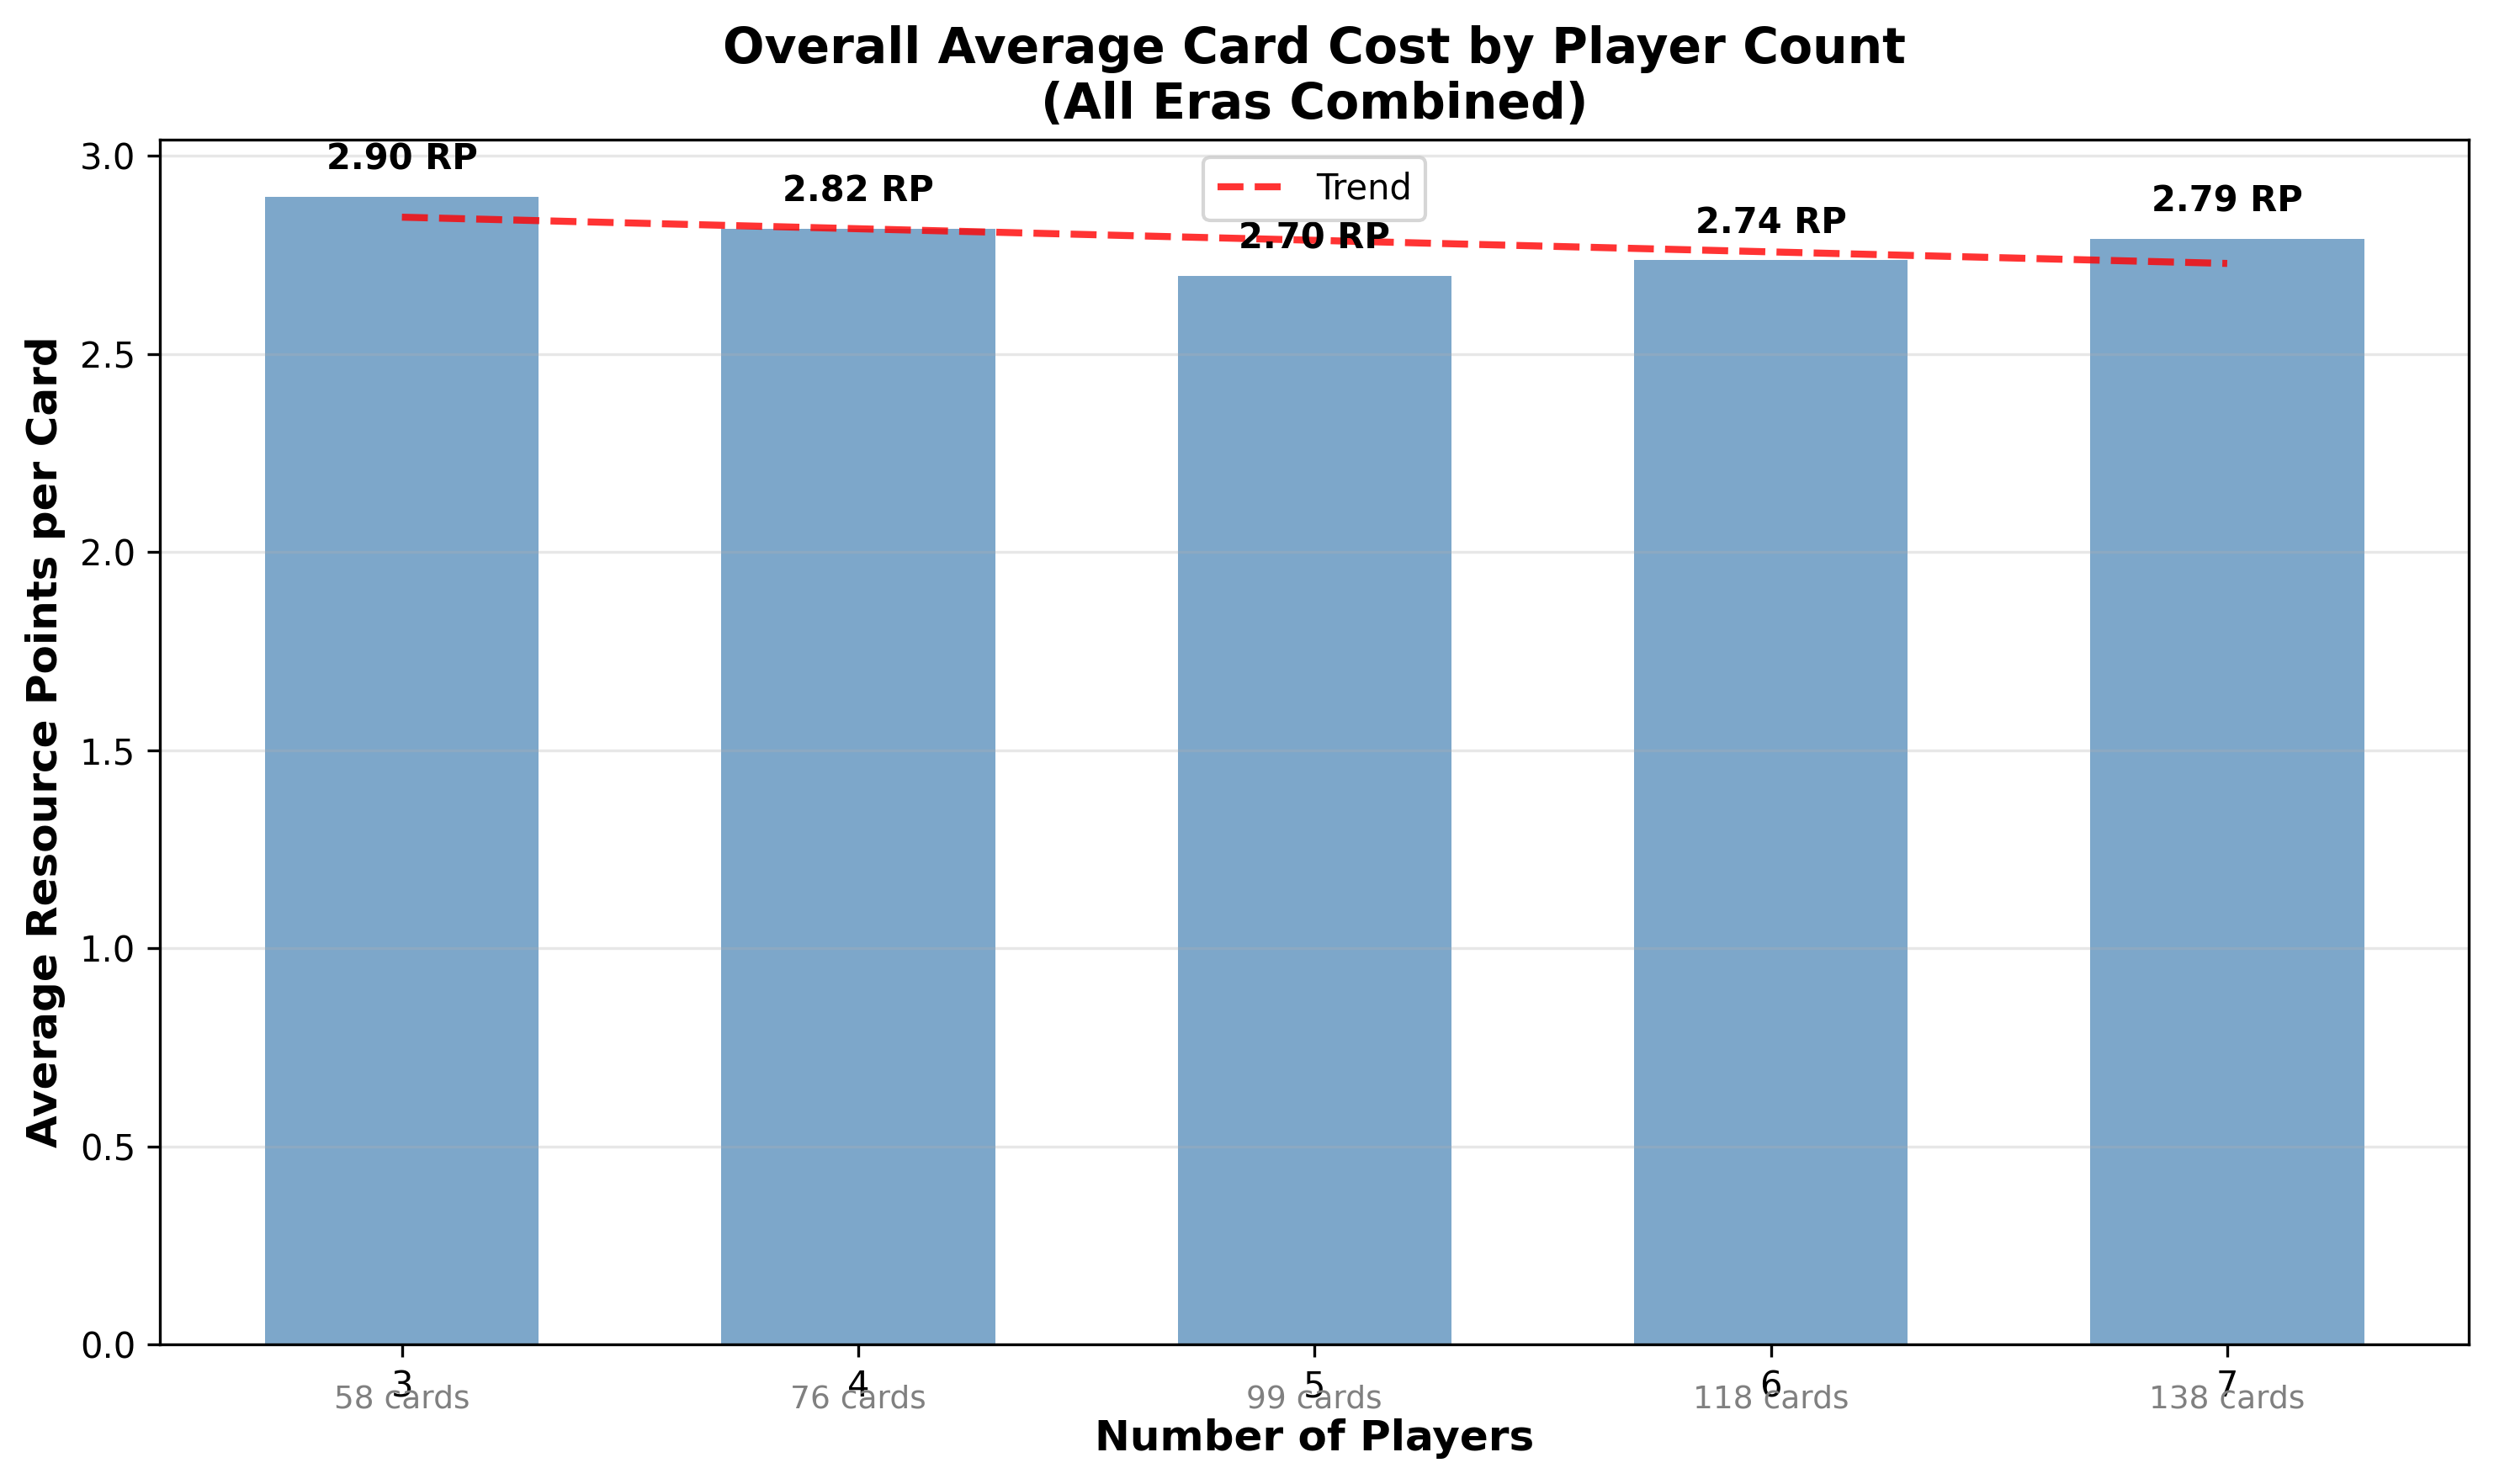 Overall Average Card Cost by Player Count
(All Eras Combined)
Average Resource Points per Card
3.0
2.5
2.0
1.5
1.0
0.5
0.0
2.90 RP
2.82 RP
2.70 RP
2.74 RP
2.79 RP
Trend
3
4
5
6
7
58 cards
76 cards
99 cards
118 cards
138 cards
Number of Players